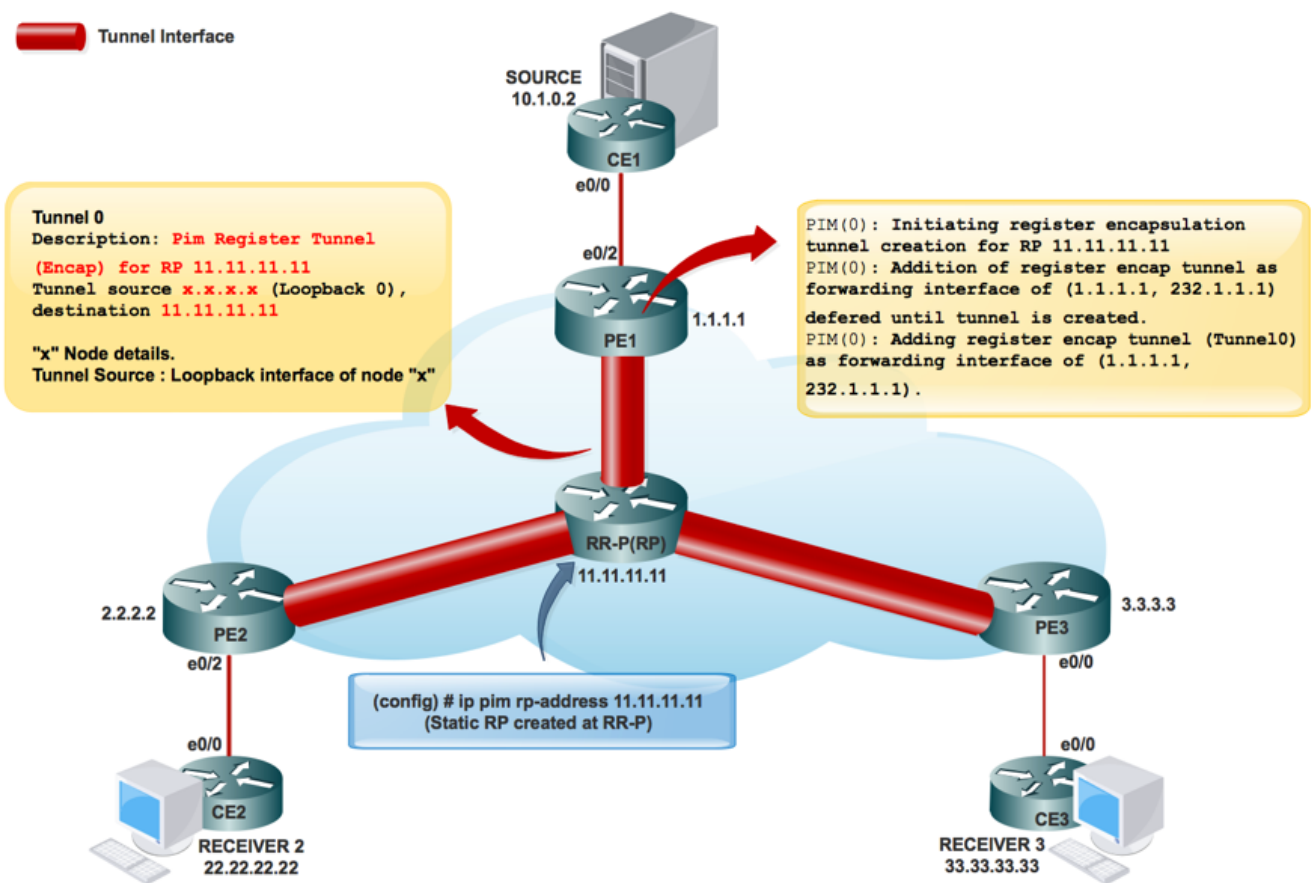 Tunnel Interface
SOURCE
10.1.0.2
CE1
e0/0
Tunnel 0
Description: Pim Register Tunnel
(Encap) for RP 11.11.11.11
Tunnel source x.x.x.x (Loopback 0),
destination 11.11.11.11
"x" Node details.
Tunnel Source : Loopback interface of node "x"
PIM(0): Initiating register encapsulation
tunnel creation for RP 11.11.11.11
PIM(0): Addition of register encap tunnel as
forwarding interface of (1.1.1.1, 232.1.1.1)
defered until tunnel is created.
PIM(0): Adding register encap tunnel (Tunnel0)
as forwarding interface of (1.1.1.1,
232.1.1.1).
e0/2
1.1.1.1
PE1
RR-P(RP)
11.11.11.11
2.2.2.2
PE2
e0/2
3.3.3.3
PE3
e0/0
(config) # ip pim rp-address 11.11.11.11
(Static RP created at RR-P)
e0/0
CE2
RECEIVER 2
22.22.22.22
e0/0
CE3
RECEIVER 3
33.33.33.33